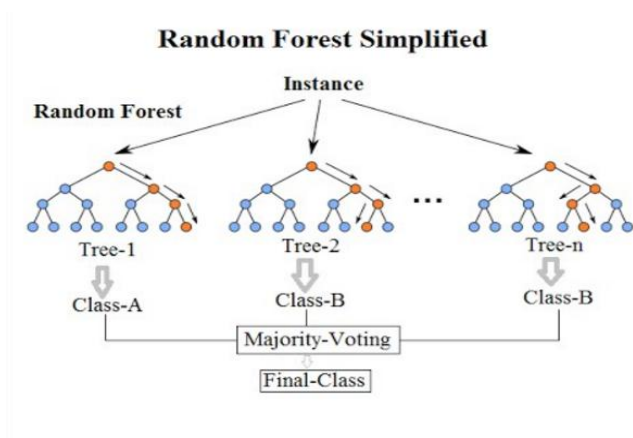 Random Forest Simplified
Instance
Random Forest
...
Tree-1
Tree-2
Tree-n
Class-A
Class-B
Class-B
Majority-Voting
Final-Class